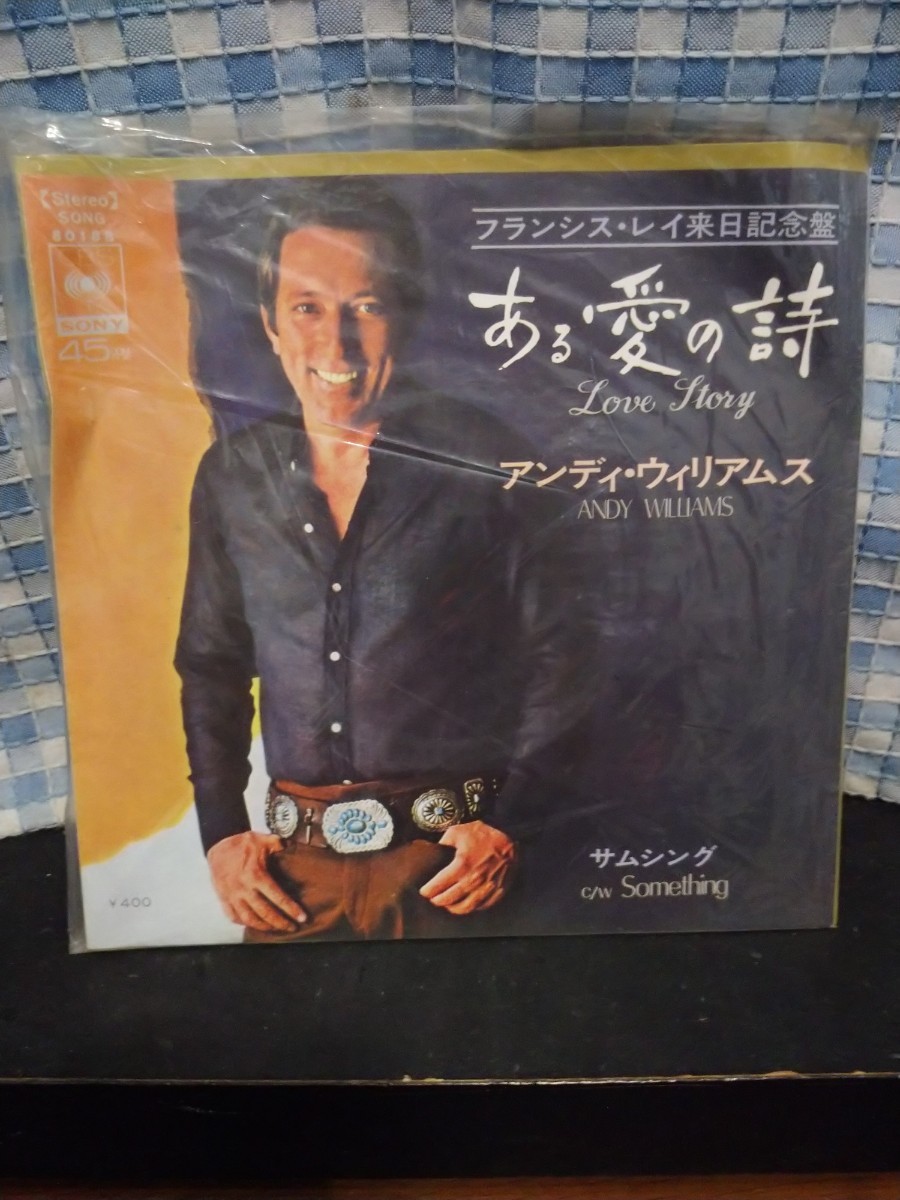 【Stereo】
SONG
80188
SONY
45
フランシス・レイ来日記念盤
ある愛の詩
Love Story
アンディ・ウィリアムス
ANDY WILLIAMS
サムシング
c/w Something
¥400